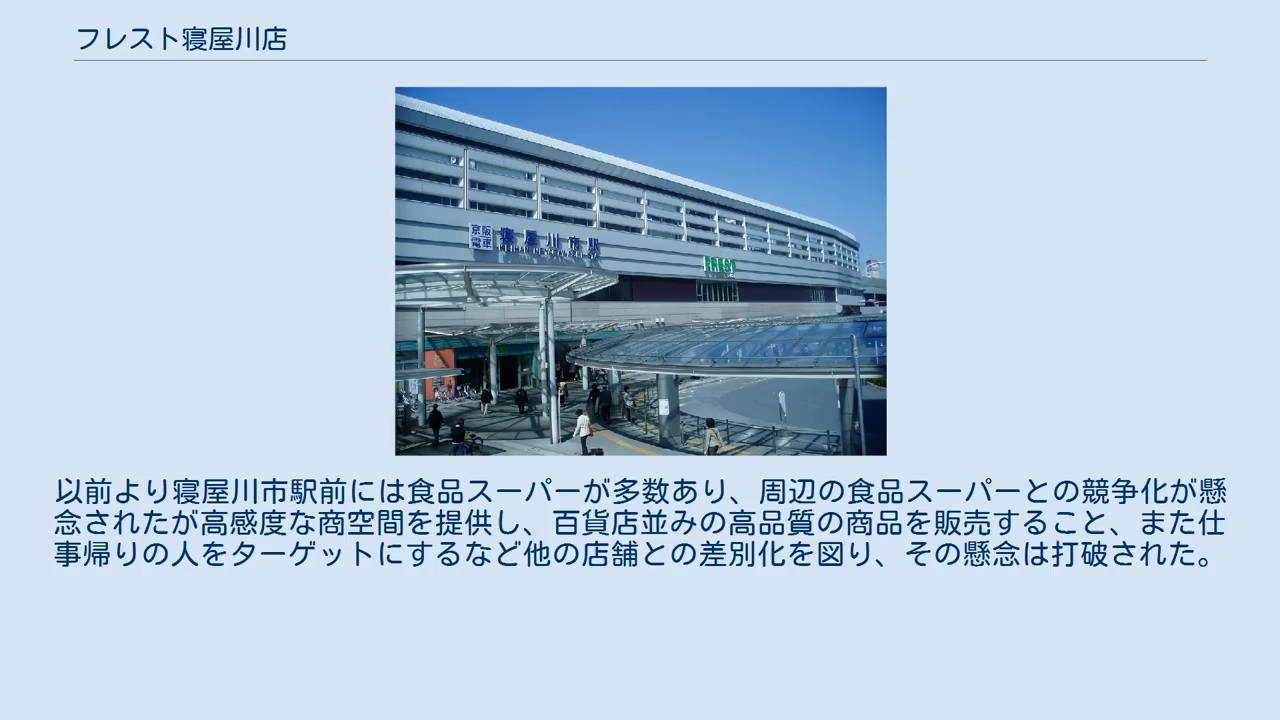 フレスト寝屋川店
京阪
電車
寝屋川市駅
FREST
以前より寝屋川市駅前には食品スーパーが多数あり、周辺の食品スーパーとの競争化が懸
念されたが高感度な商空間を提供し、百貨店並みの高品質の商品を販売すること、また仕
事帰りの人をターゲットにするなど他の店舗との差別化を図り、その懸念は打破された。